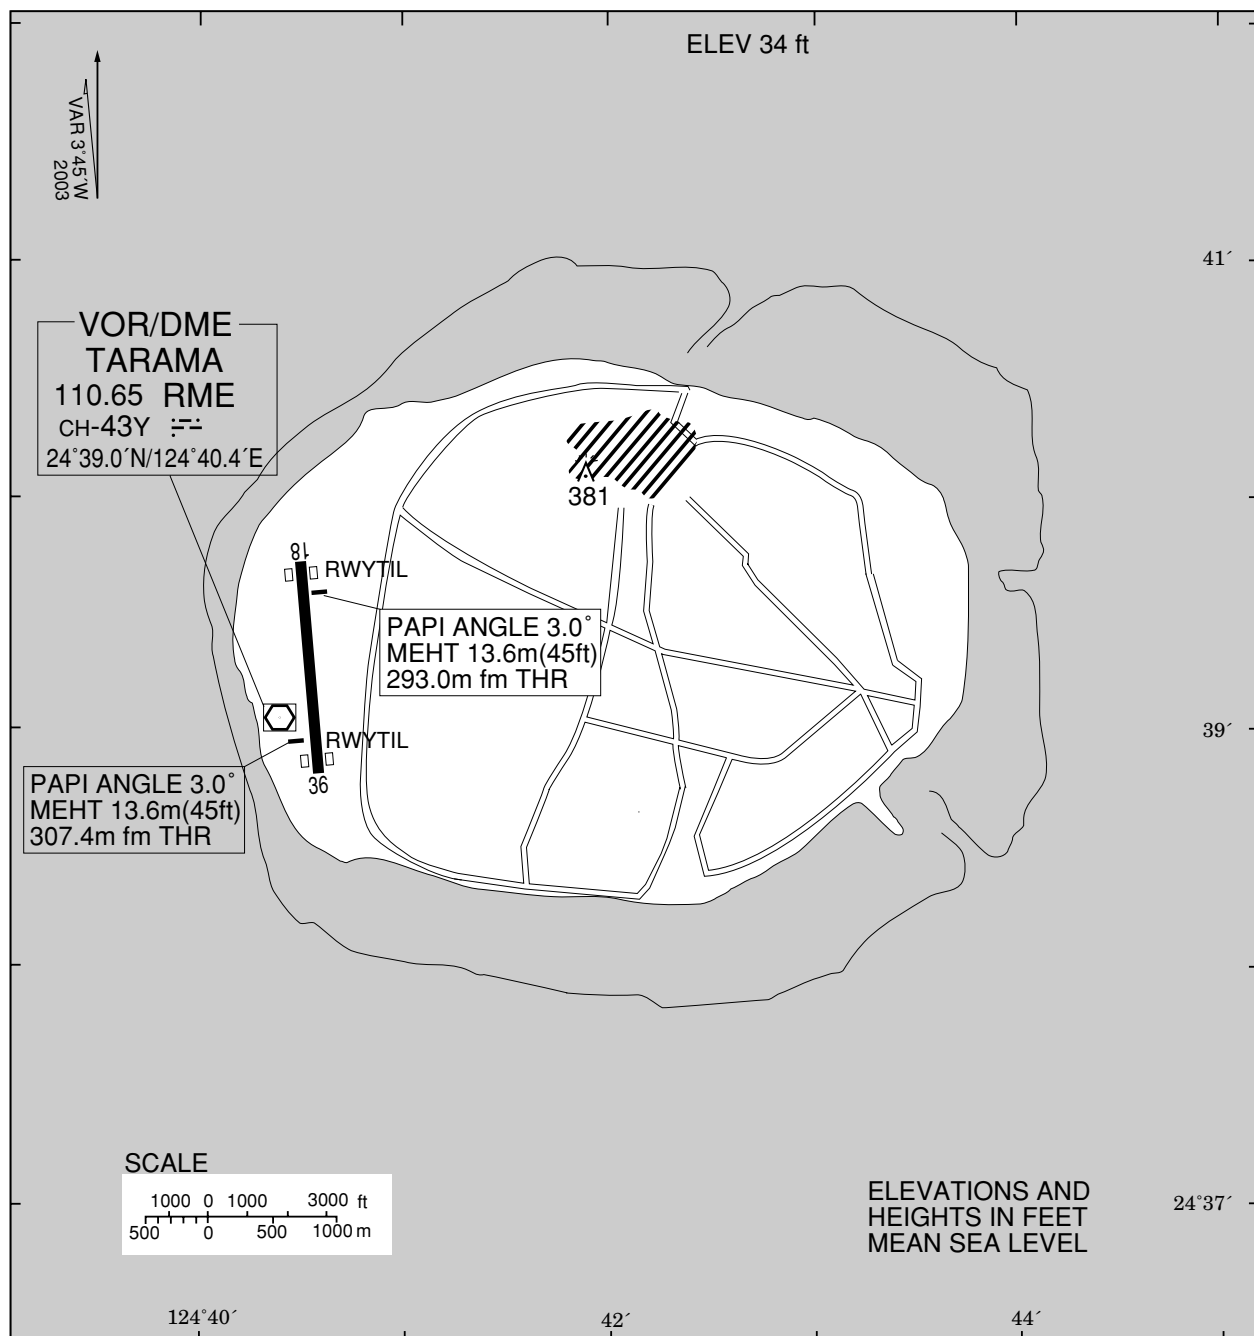 ELEV 34 ft
VAR 3°45´W
2003
41´
VOR/DME
TARAMA
110.65 RME
CH-43Y
24°39.0´N/124°40.4´E
381
18
RWYTIL
PAPI ANGLE 3.0°
MEHT 13.6m(45ft)
293.0m fm THR
39´
RWYTIL
36
PAPI ANGLE 3.0°
MEHT 13.6m(45ft)
307.4m fm THR
SCALE
1000 0 1000 3000 ft
500 0 500 1000 m
ELEVATIONS AND
HEIGHTS IN FEET
MEAN SEA LEVEL
24°37´
124°40´ 42´ 44´